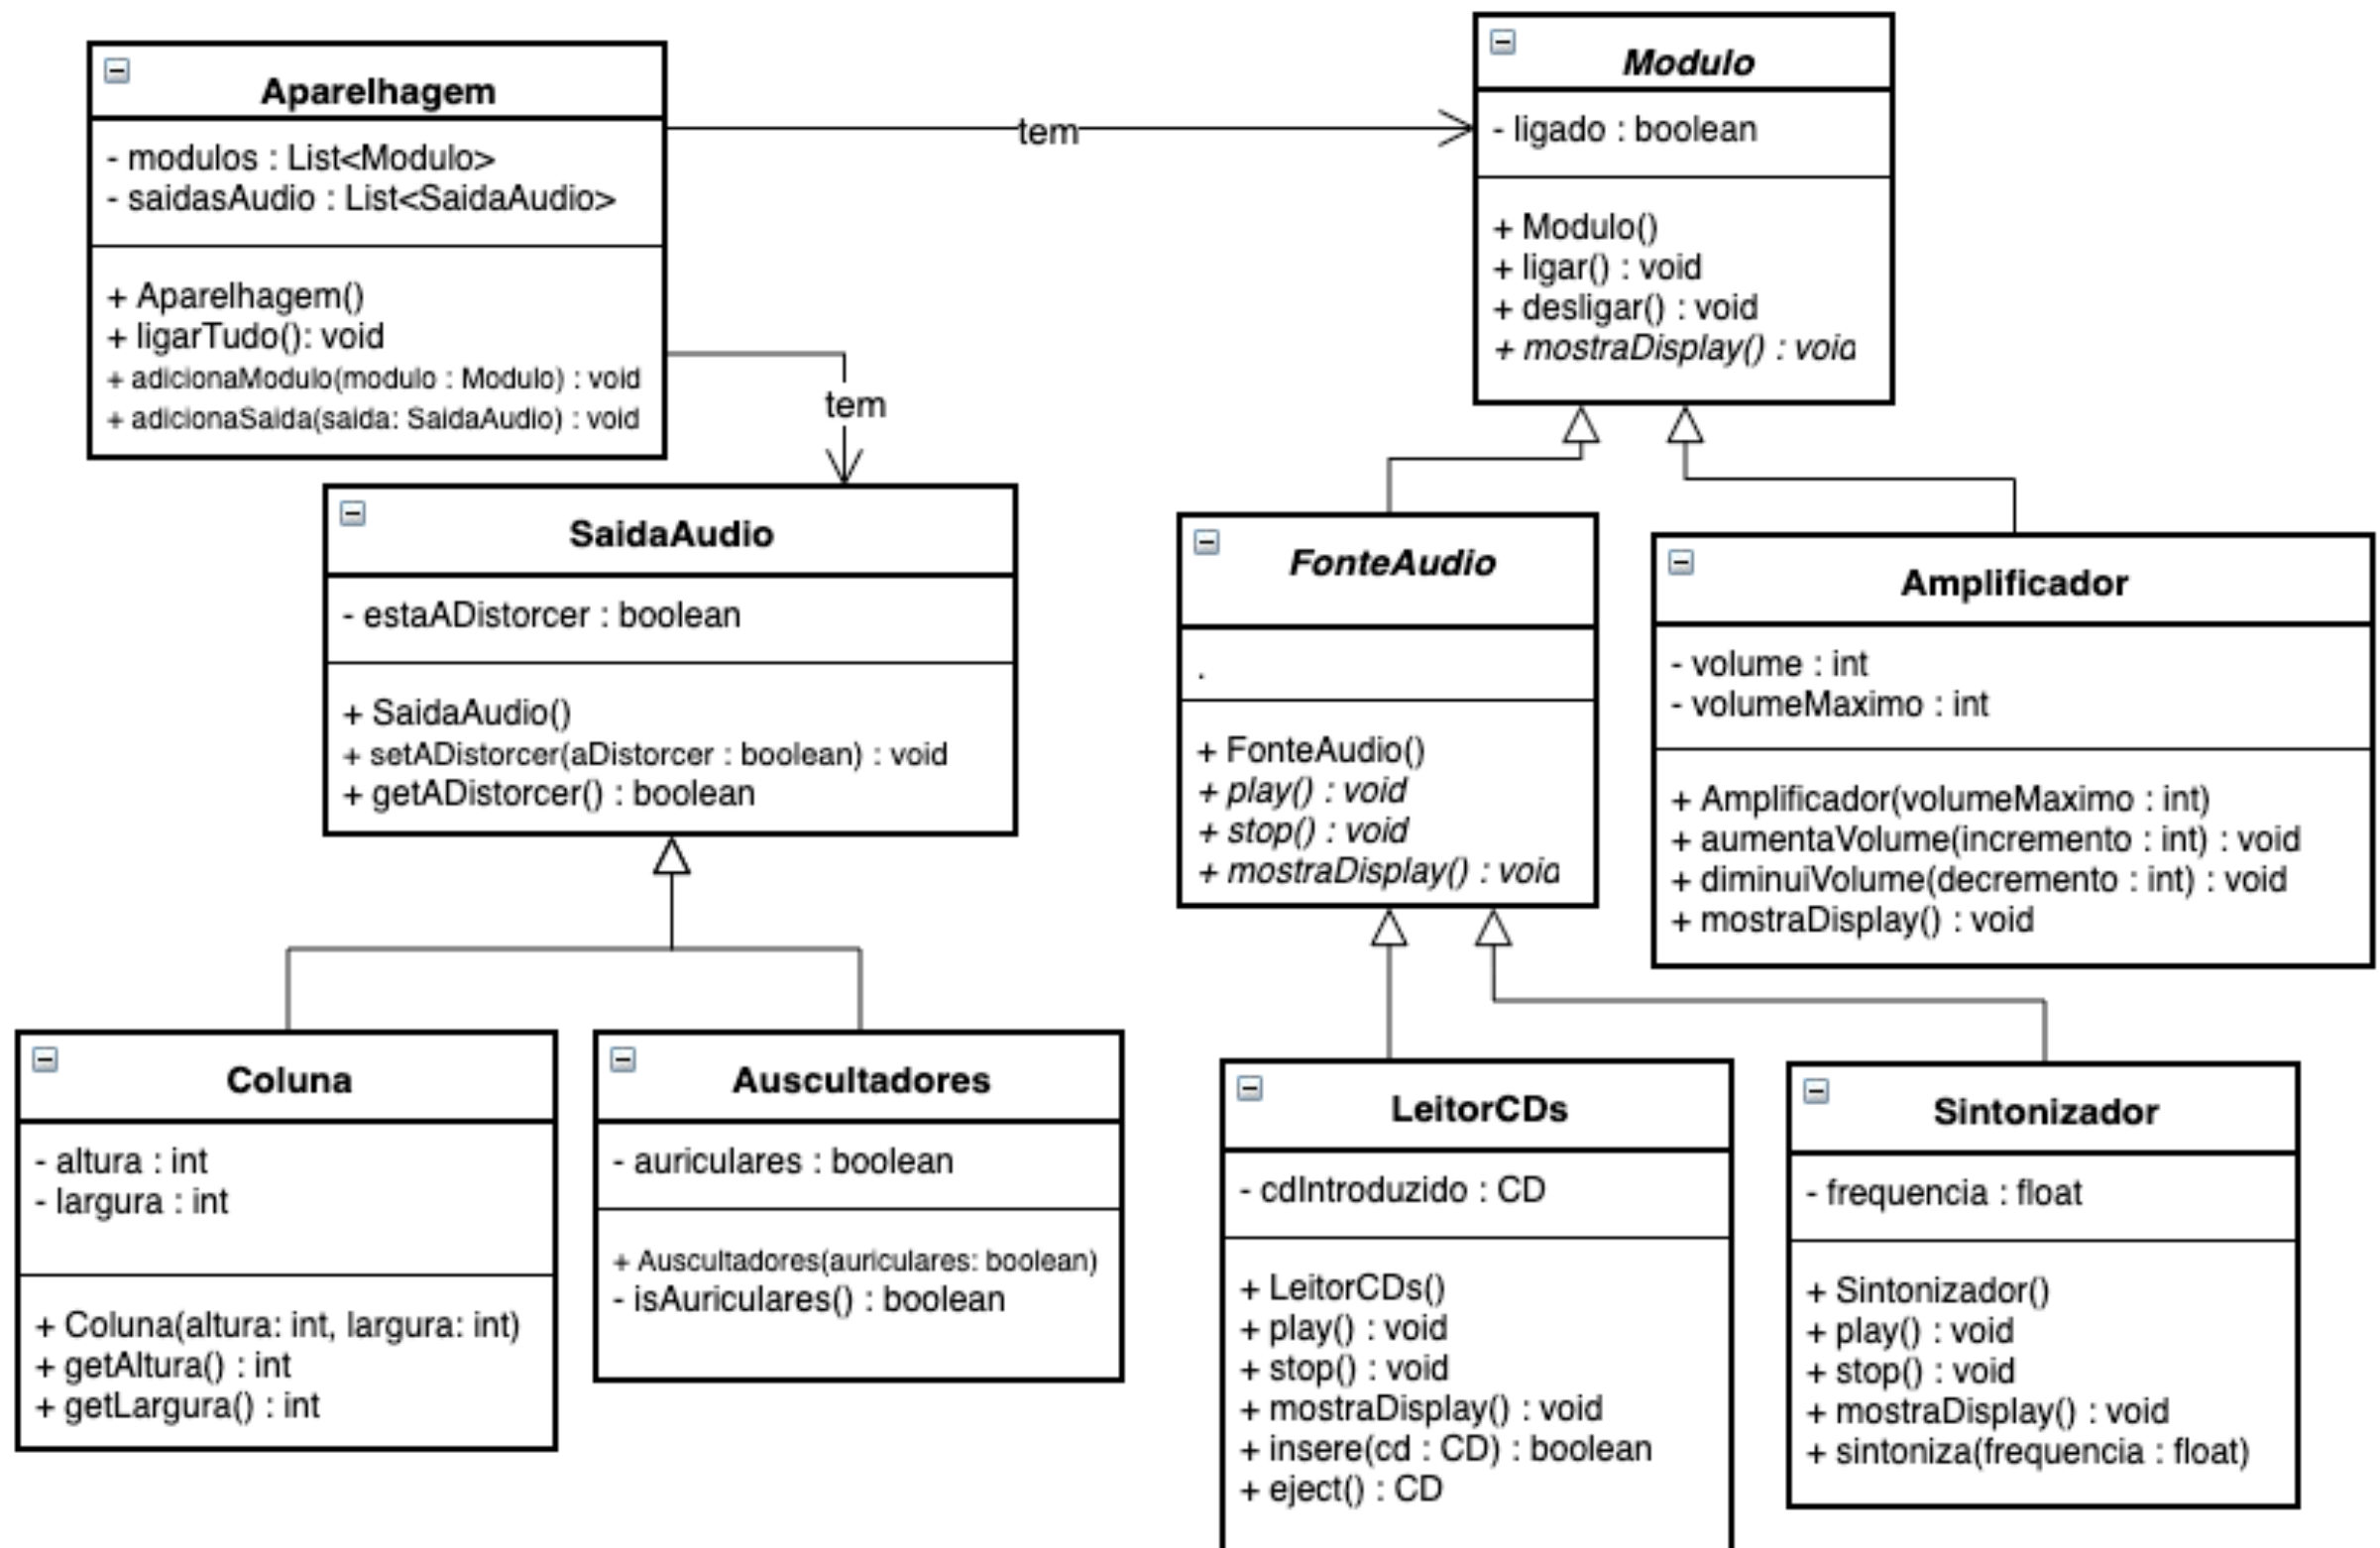 Aparelhagem
- modulos : List<Modulo>
- saidasAudio : List<SaidaAudio>
+ Aparelhagem()
+ ligarTudo(): void
+ adicionaModulo(modulo : Modulo) : void
+ adicionaSaida(saida: SaidaAudio) : void
tem
Modulo
- ligado : boolean
+ Modulo()
+ ligar() : void
+ desligar() : void
+ mostraDisplay() : void
tem
SaidaAudio
- estaADistorcer : boolean
+ SaidaAudio()
+ setADistorcer(aDistorcer : boolean) : void
+ getADistorcer() : boolean
FonteAudio
.
+ FonteAudio()
+ play() : void
+ stop() : void
+ mostraDisplay() : void
Amplificador
- volume : int
- volumeMaximo : int
+ Amplificador(volumeMaximo : int)
+ aumentaVolume(incremento : int) : void
+ diminuiVolume(decremento : int) : void
+ mostraDisplay() : void
Coluna
- altura : int
- largura : int
+ Coluna(altura: int, largura: int)
+ getAltura() : int
+ getLargura() : int
Auscultadores
- auriculares : boolean
+ Auscultadores(auriculares: boolean)
- isAuriculares() : boolean
LeitorCDs
- cdIntroduzido : CD
+ LeitorCDs()
+ play() : void
+ stop() : void
+ mostraDisplay() : void
+ insere(cd : CD) : boolean
+ eject() : CD
Sintonizador
- frequencia : float
+ Sintonizador()
+ play() : void
+ stop() : void
+ mostraDisplay() : void
+ sintoniza(frequencia : float)